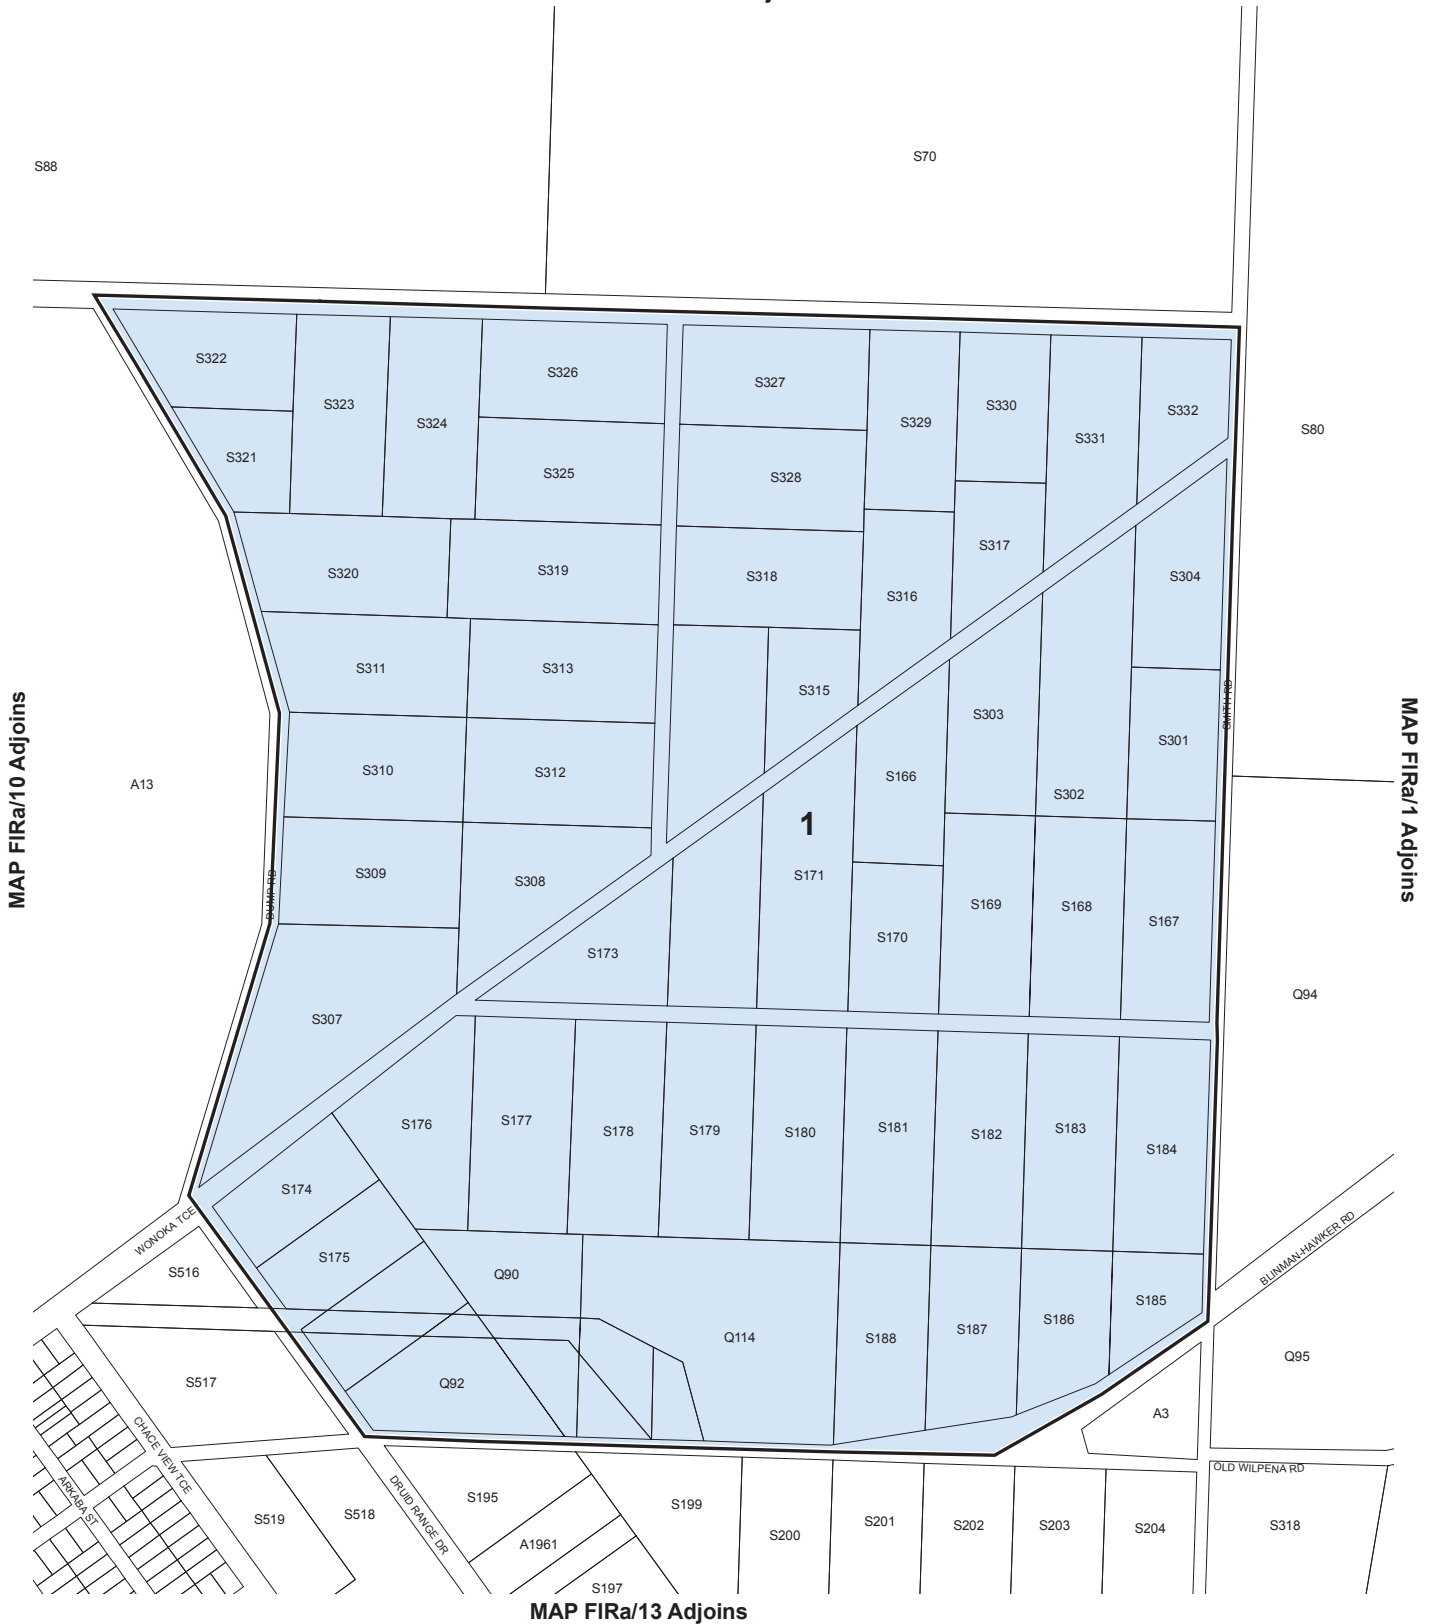 S88
S70
S322
S323
S324
S326
S327
S329
S330
S331
S332
S80
S321
S325
S328
S317
S320
S319
S318
S316
S304
S311
S313
S315
S303
SMITH RD
S301
MAP FIRa/10 Adjoins
MAP FIRa/1 Adjoins
A13
S310
S312
S166
S302
1
S309
S308
S171
DUMP RD
S169
S168
S167
S170
S173
S307
Q94
S176
S177
S178
S179
S180
S181
S182
S183
S184
S174
WONOKA TCE
S175
BLINMAN-HAWKER RD
S516
Q90
S185
Q114
S188
S187
S186
Q95
S517
Q92
A3
CHACE VIEW TCE
OLD WILPENA RD
ARKABA ST
DRUID RANGE DR
S195
S199
S519
S518
S200
S201
S202
S203
S204
S318
A1961
S197
MAP FIRa/13 Adjoins